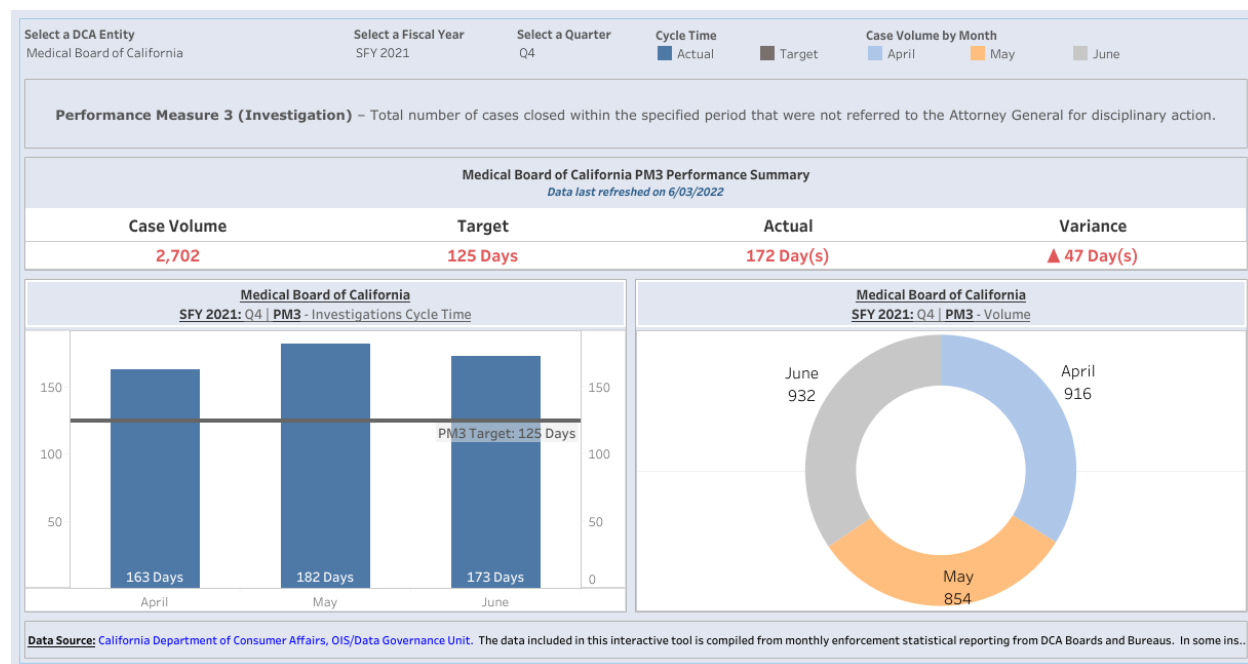 Select a DCA Entity
Medical Board of California
Select a Fiscal Year
SFY 2021
Select a Quarter
Q4
Cycle Time
Actual
Target
Case Volume by Month
April
May
June
Performance Measure 3 (Investigation) – Total number of cases closed within the specified period that were not referred to the Attorney General for disciplinary action.
Medical Board of California PM3 Performance Summary
Data last refreshed on 6/03/2022
Case Volume Target Actual Variance
2,702 125 Days 172 Day(s) ▲ 47 Day(s)
Medical Board of California
SFY 2021: Q4 | PM3 - Investigations Cycle Time
150
100
50
150
100
50
0
PM3 Target: 125 Days
163 Days
182 Days
173 Days
April
May
June
Medical Board of California
SFY 2021: Q4 | PM3 - Volume
June
932
April
916
May
854
Data Source: California Department of Consumer Affairs, OIS/Data Governance Unit. The data included in this interactive tool is compiled from monthly enforcement statistical reporting from DCA Boards and Bureaus. In some ins..